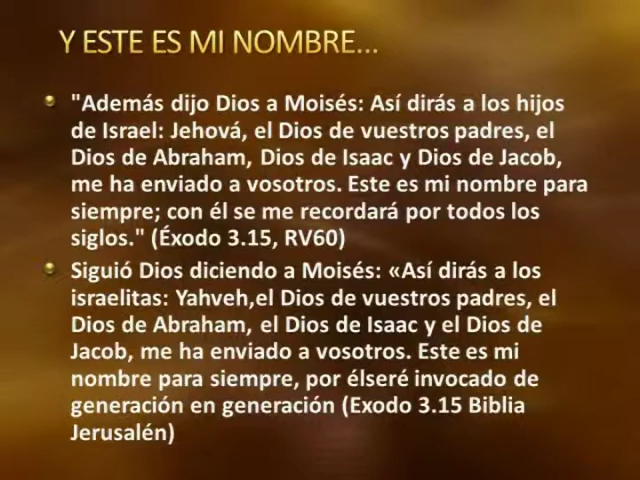 Y ESTE ES MI NOMBRE...
"Además dijo Dios a Moisés: Así dirás a los hijos
de Israel: Jehová, el Dios de vuestros padres, el
Dios de Abraham, Dios de Isaac y Dios de Jacob,
me ha enviado a vosotros. Este es mi nombre para
siempre; con él se me recordará por todos los
siglos." (Éxodo 3.15, RV60)
Siguió Dios diciendo a Moisés: «Así dirás a los
israelitas: Yahveh,el Dios de vuestros padres, el
Dios de Abraham, el Dios de Isaac y el Dios de
Jacob, me ha enviado a vosotros. Este es mi
nombre para siempre, por élseré invocado de
generación en generación (Exodo 3.15 Biblia
Jerusalén)